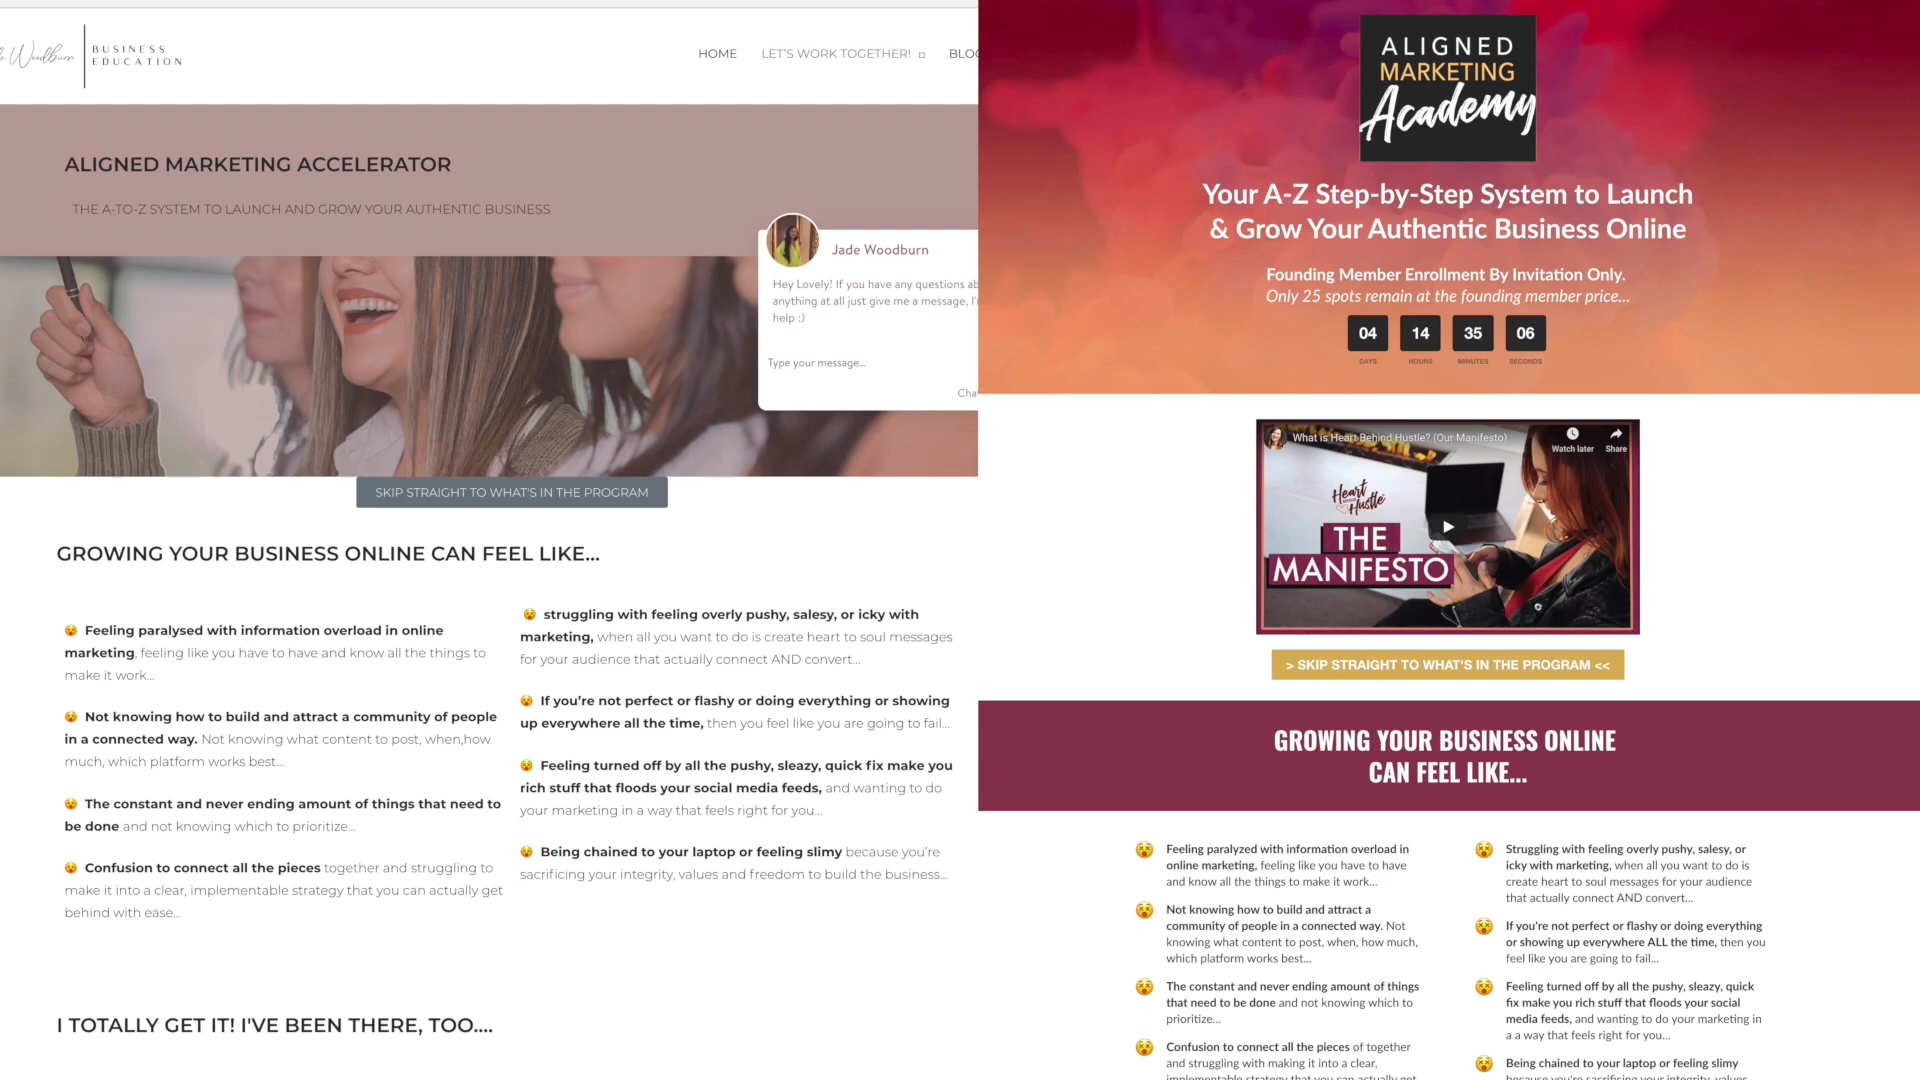 Woodburn
BUSINESS
EDUCATION
HOME
LET'S WORK TOGETHER!
ALIGNED MARKETING ACCELERATOR
THE A-TO-Z SYSTEM TO LAUNCH AND GROW YOUR AUTHENTIC BUSINESS
Jade Woodburn
Hey Lovely! If you have any questions
anything at all just give me a message,
help :)
Type your message...
SKIP STRAIGHT TO WHAT'S IN THE PROGRAM
GROWING YOUR BUSINESS ONLINE CAN FEEL LIKE...
Feeling paralysed with information overload in online
marketing, feeling like you have to have and know all the things to
make it work...
Not knowing how to build and attract a community of people
in a connected way. Not knowing what content to post, when,how
much, which platform works best...
The constant and never ending amount of things that need to
be done and not knowing which to prioritize...
Confusion to connect all the pieces together and struggling to
make it into a clear, implementable strategy that you can actually get
behind with ease...
struggling with feeling overly pushy, salesy, or icky with
marketing, when all you want to do is create heart to soul messages
for your audience that actually connect AND convert...
If you're not perfect or flashy or doing everything or showing
up everywhere all the time, then you feel like you are going to fail...
Feeling turned off by all the pushy, sleazy, quick fix make you
rich stuff that floods your social media feeds, and wanting to do
your marketing in a way that feels right for you...
Being chained to your laptop or feeling slimy because you're
sacrificing your integrity, values and freedom to build the business...
I TOTALLY GET IT! I'VE BEEN THERE, TOO....
ALIGNED
MARKETING
Academy
Your A-Z Step-by-Step System to Launch
& Grow Your Authentic Business Online
Founding Member Enrollment By Invitation Only.
Only 25 spots remain at the founding member price...
04 14 35 06
DAYS HOURS MINUTES SECONDS
What is Heart Behind Hustle? (Our Manifesto)
Watch later Share
Heart
Behind
Hustle
THE
MANIFESTO
> SKIP STRAIGHT TO WHAT'S IN THE PROGRAM <<
GROWING YOUR BUSINESS ONLINE
CAN FEEL LIKE...
Feeling paralyzed with information overload in
online marketing, feeling like you have to have
and know all the things to make it work...
Not knowing how to build and attract a
community of people in a connected way. Not
knowing what content to post, when, how much,
which platform works best...
The constant and never ending amount of things
that need to be done and not knowing which to
prioritize...
Confusion to connect all the pieces of together
and struggling with making it into a clear,
implementable strategy that you can actually get
Struggling with feeling overly pushy, salesy, or
icky with marketing, when all you want to do is
create heart to soul messages for your audience
that actually connect AND convert...
If you're not perfect or flashy or doing everything
or showing up everywhere ALL the time, then you
feel like you are going to fail...
Feeling turned off by all the pushy, sleazy, quick
fix make you rich stuff that floods your social
media feeds, and wanting to do your marketing in
a a way that feels right for you...
Being chained to your laptop or feeling slimy
because you're sacrificing your integrity, values